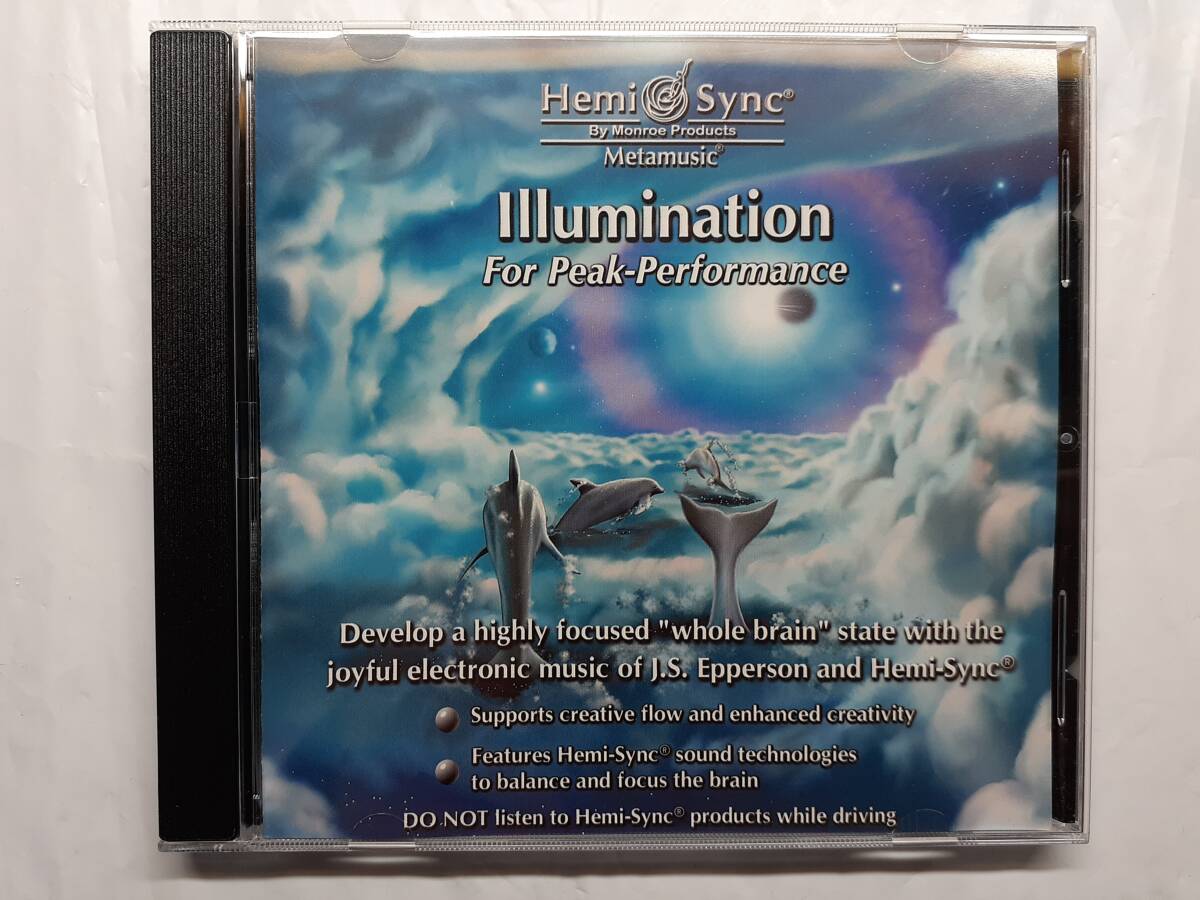 Hemi Sync®
By Monroe Products
Metamusic®
Illumination
For Peak-Performance
Develop a highly focused "whole brain" state with the
joyful electronic music of J.S. Epperson and Hemi-Sync®
Supports creative flow and enhanced creativity
Features Hemi-Sync® sound technologies
to balance and focus the brain
DO NOT listen to Hemi-Sync® products while driving